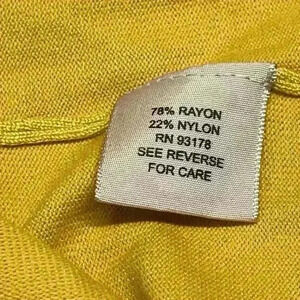 78% RAYON
22% NYLON
RN 93178
SEE REVERSE
FOR CARE